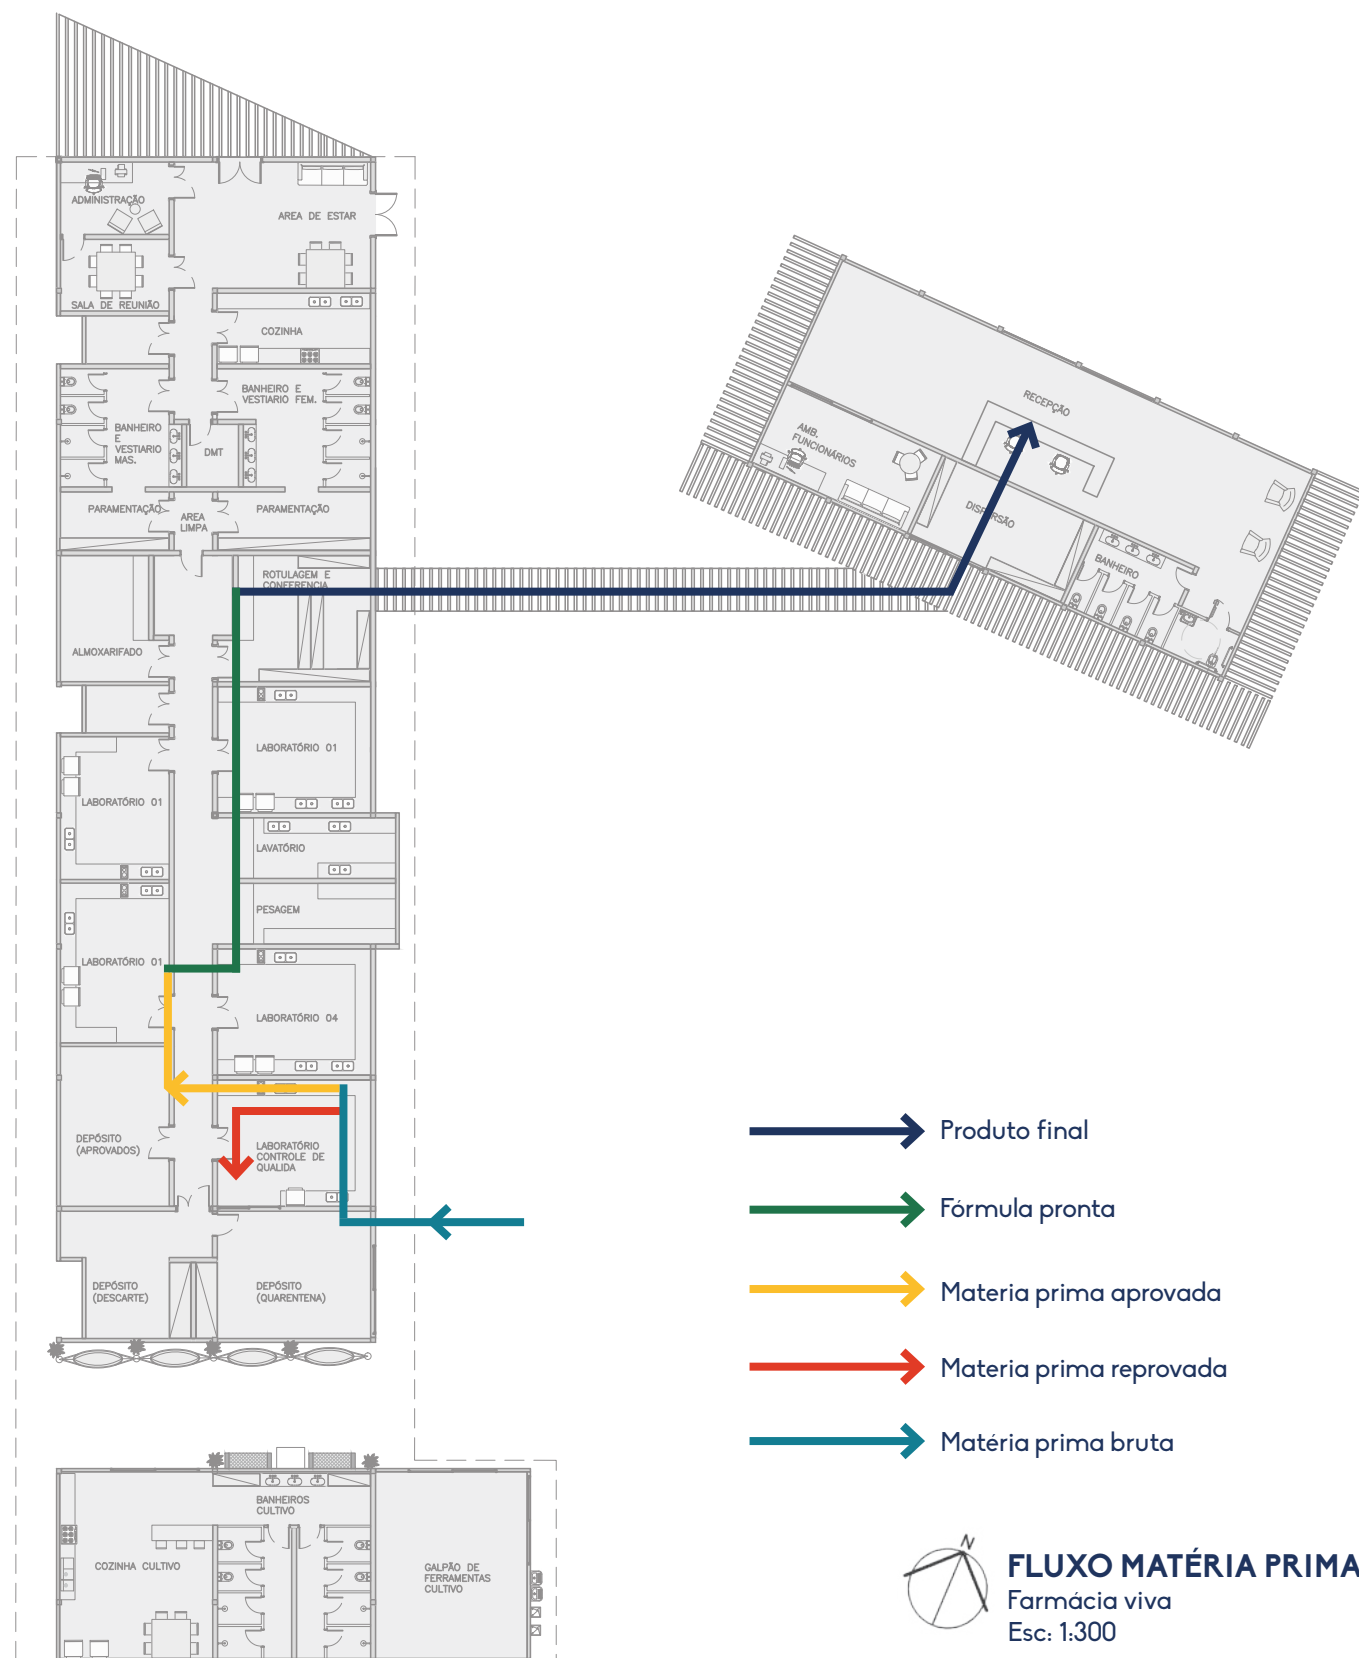 ADMINISTRAÇÃO
AREA DE ESTAR
SALA DE REUNIÃO
COZINHA
BANHEIRO E
VESTIARIO FEM.
BANHEIRO
E
VESTIARIO
MAS.
DMT
PARAMENTAÇÃO
AREA
LIMPA
PARAMENTAÇÃO
ROTULAGEM E
CONFERENCIA
ALMOXARIFADO
LABORATÓRIO 01
LABORATÓRIO 01
LAVATÓRIO
PESAGEM
LABORATÓRIO 01
LABORATÓRIO 04
DEPÓSITO
(APROVADOS)
LABORATÓRIO
CONTROLE DE
QUALIDA
DEPÓSITO
(DESCARTE)
DEPÓSITO
(QUARENTENA)
BANHEIROS
CULTIVO
COZINHA CULTIVO
GALPÃO DE
FERRAMENTAS
CULTIVO
RECEPÇÃO
AMB.
FUNCIONÁRIOS
DISPERSÃO
BANHEIRO
Produto final
Fórmula pronta
Materia prima aprovada
Materia prima reprovada
Matéria prima bruta
N
FLUXO MATÉRIA PRIMA
Farmácia viva
Esc: 1:300